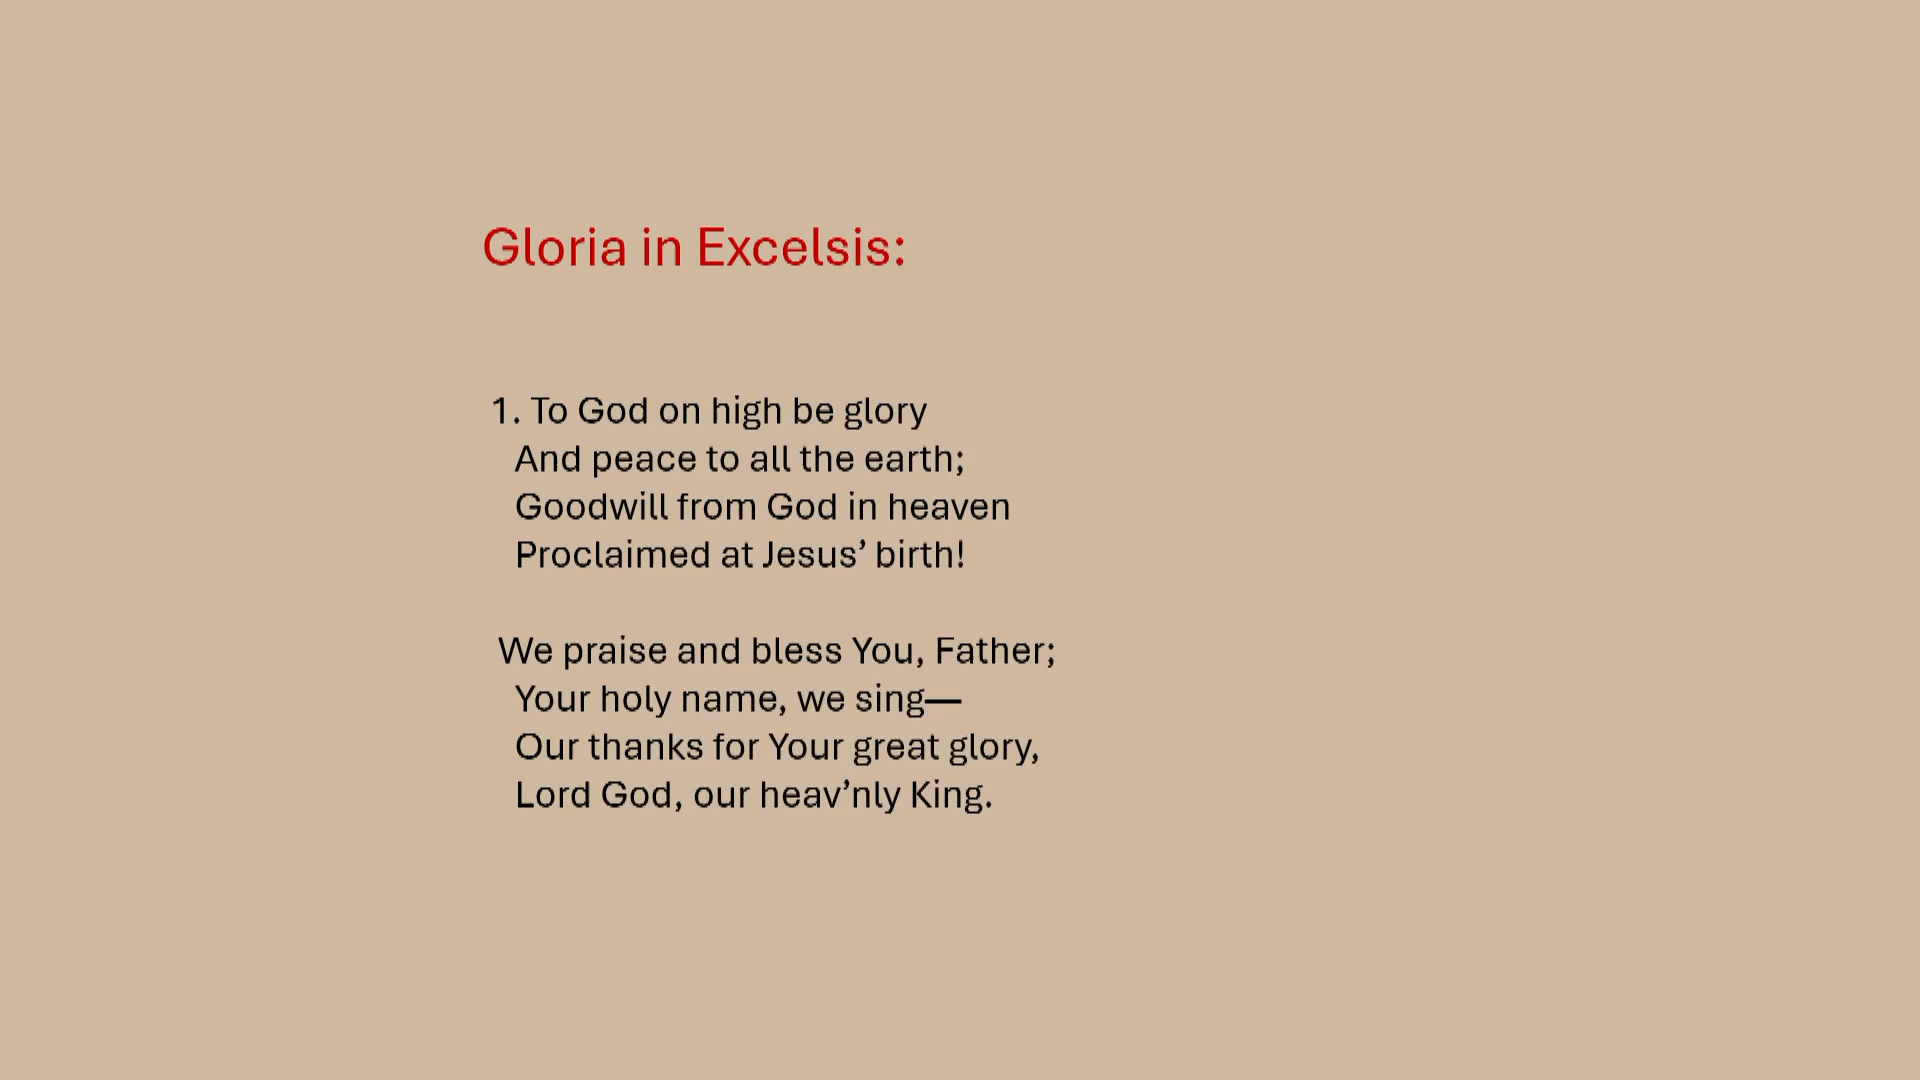 Gloria in Excelsis:
1. To God on high be glory
And peace to all the earth;
Goodwill from God in heaven
Proclaimed at Jesus’ birth!
We praise and bless You, Father;
Your holy name, we sing—
Our thanks for Your great glory,
Lord God, our heav’nly King.